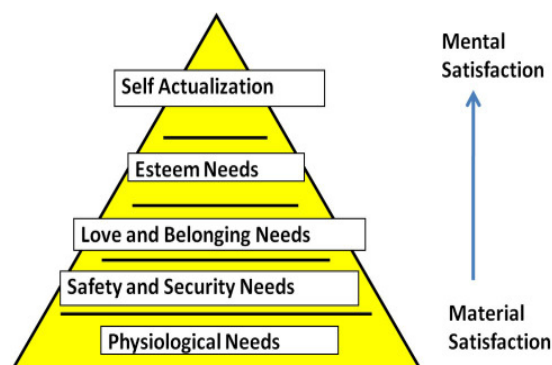 Mental
Satisfaction
Self Actualization
Esteem Needs
Love and Belonging Needs
Safety and Security Needs
Physiological Needs
Material
Satisfaction